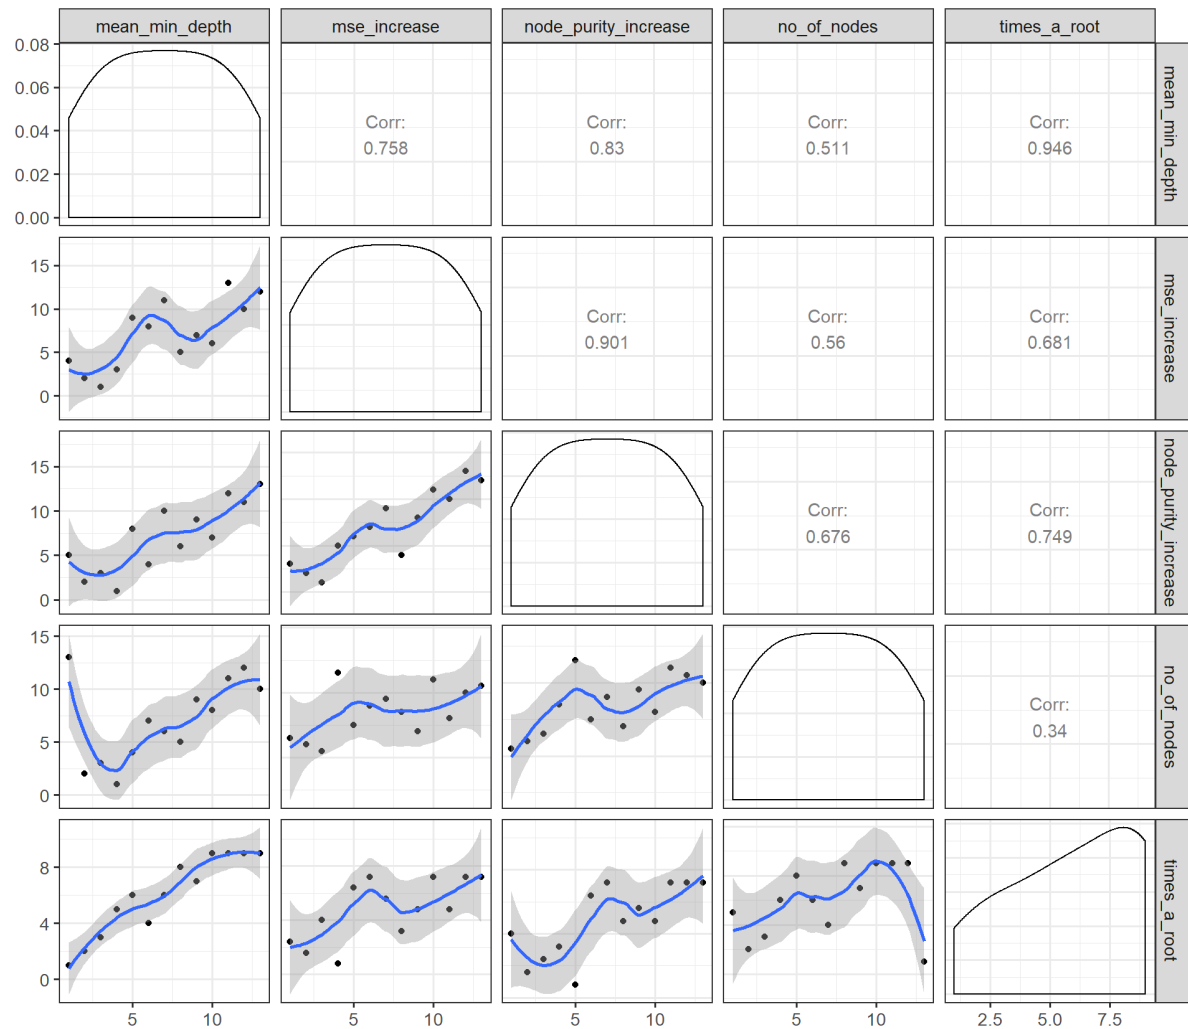 mean_min_depth mse_increase node_purity_increase no_of_nodes times_a_root
0.08
0.06
0.04
0.02
0.00
Corr:
0.758
Corr:
0.83
Corr:
0.511
Corr:
0.946
mean_min_depth
15
10
5
0
Corr:
0.901
Corr:
0.56
Corr:
0.681
mse_increase
15
10
5
0
Corr:
0.676
Corr:
0.749
node_purity_increase
15
10
5
0
Corr:
0.34
no_of_nodes
8
4
0
times_a_root
5 10 5 10 5 10 5 10 2.5 5.0 7.5